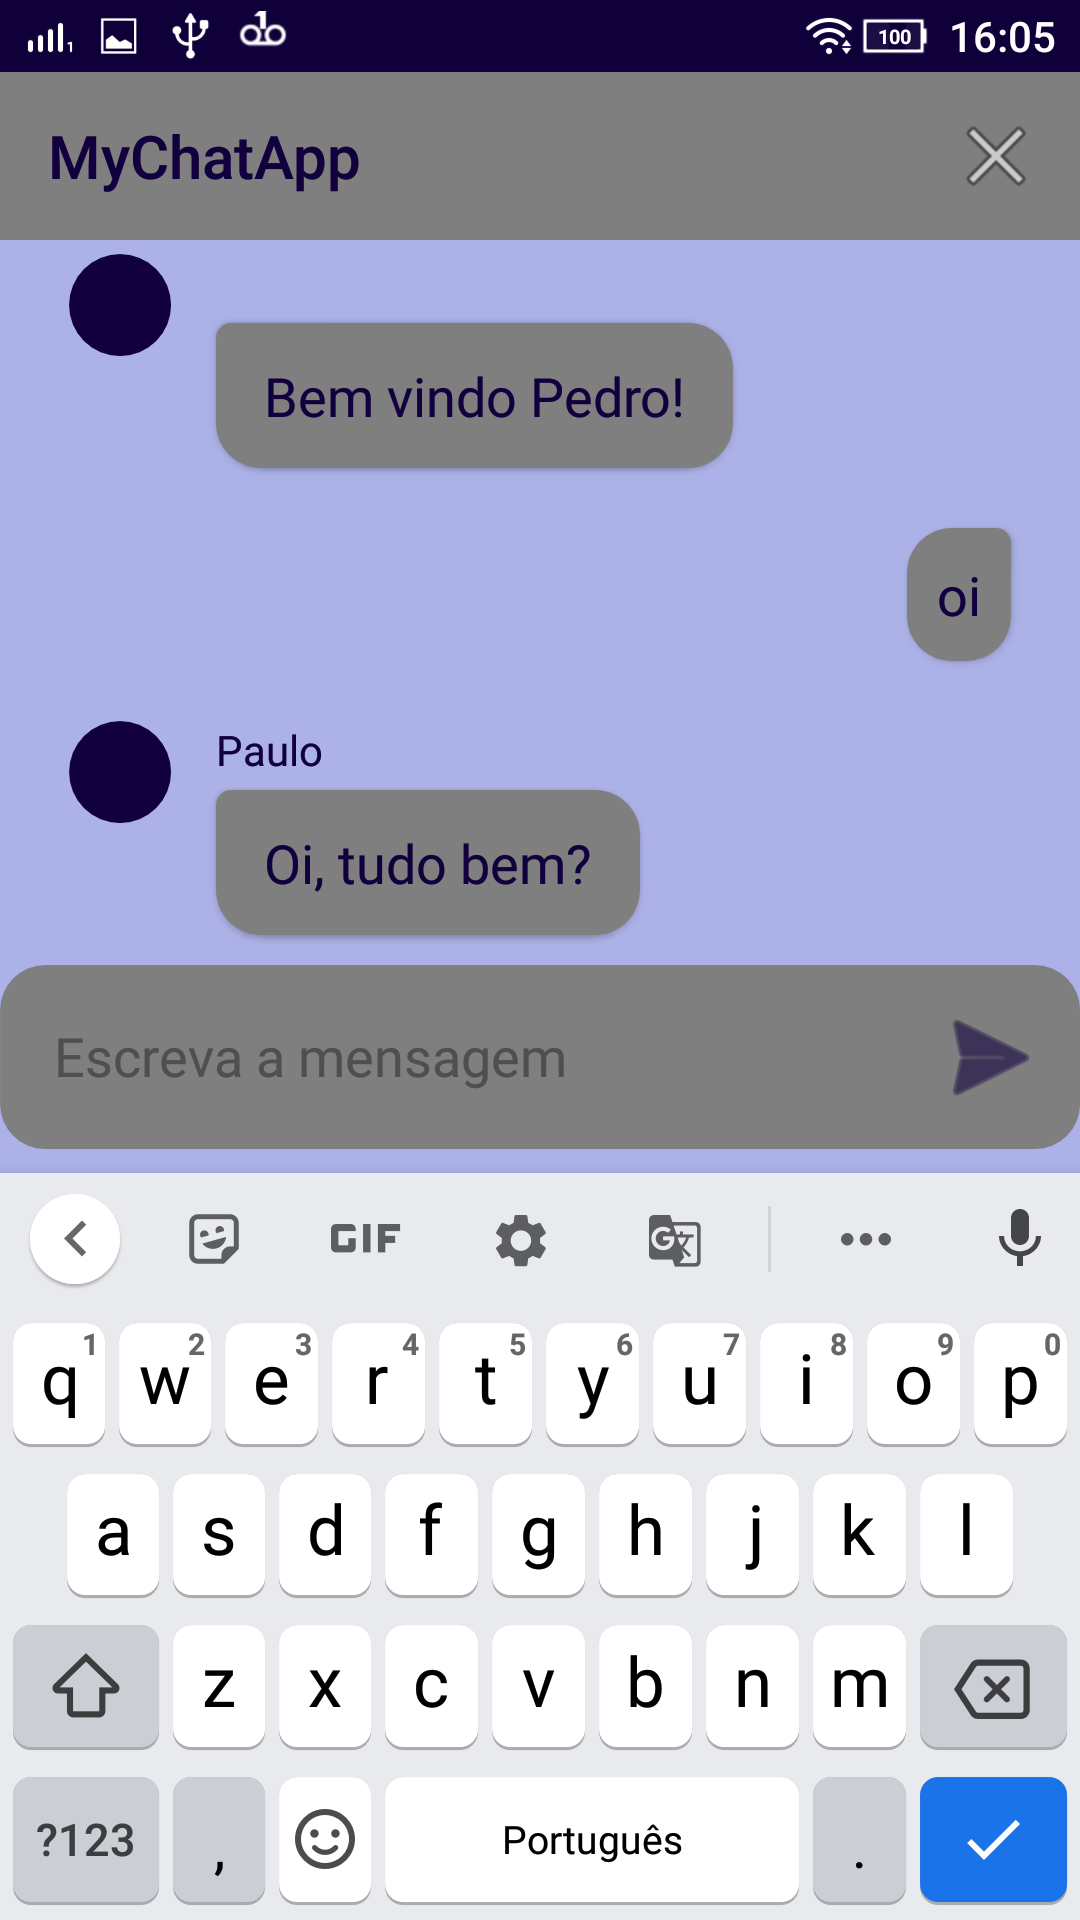 100 16:05
MyChatApp
Bem vindo Pedro!
oi
Paulo
Oi, tudo bem?
Escreva a mensagem
GIF
1 2 3 4 5 6 7 8 9 0
q w e r t y u i o p
a s d f g h j k l
z x c v b n m
?123 , Português .